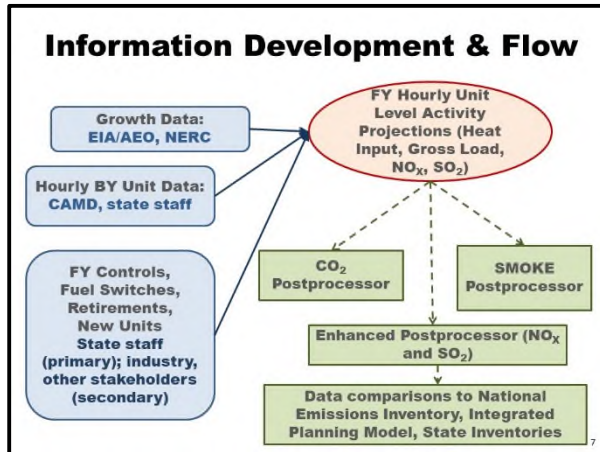 Information Development & Flow
Growth Data:
EIA/AEO, NERC
Hourly BY Unit Data:
CAMD, state staff
FY Controls,
Fuel Switches,
Retirements,
New Units
State staff
(primary); industry,
other stakeholders
(secondary)
FY Hourly Unit
Level Activity
Projections (Heat
Input, Gross Load,
NOₓ, SO₂)
CO₂
Postprocessor
SMOKE
Postprocessor
Enhanced Postprocessor (NOₓ
and SO₂)
Data comparisons to National
Emissions Inventory, Integrated
Planning Model, State Inventories
7